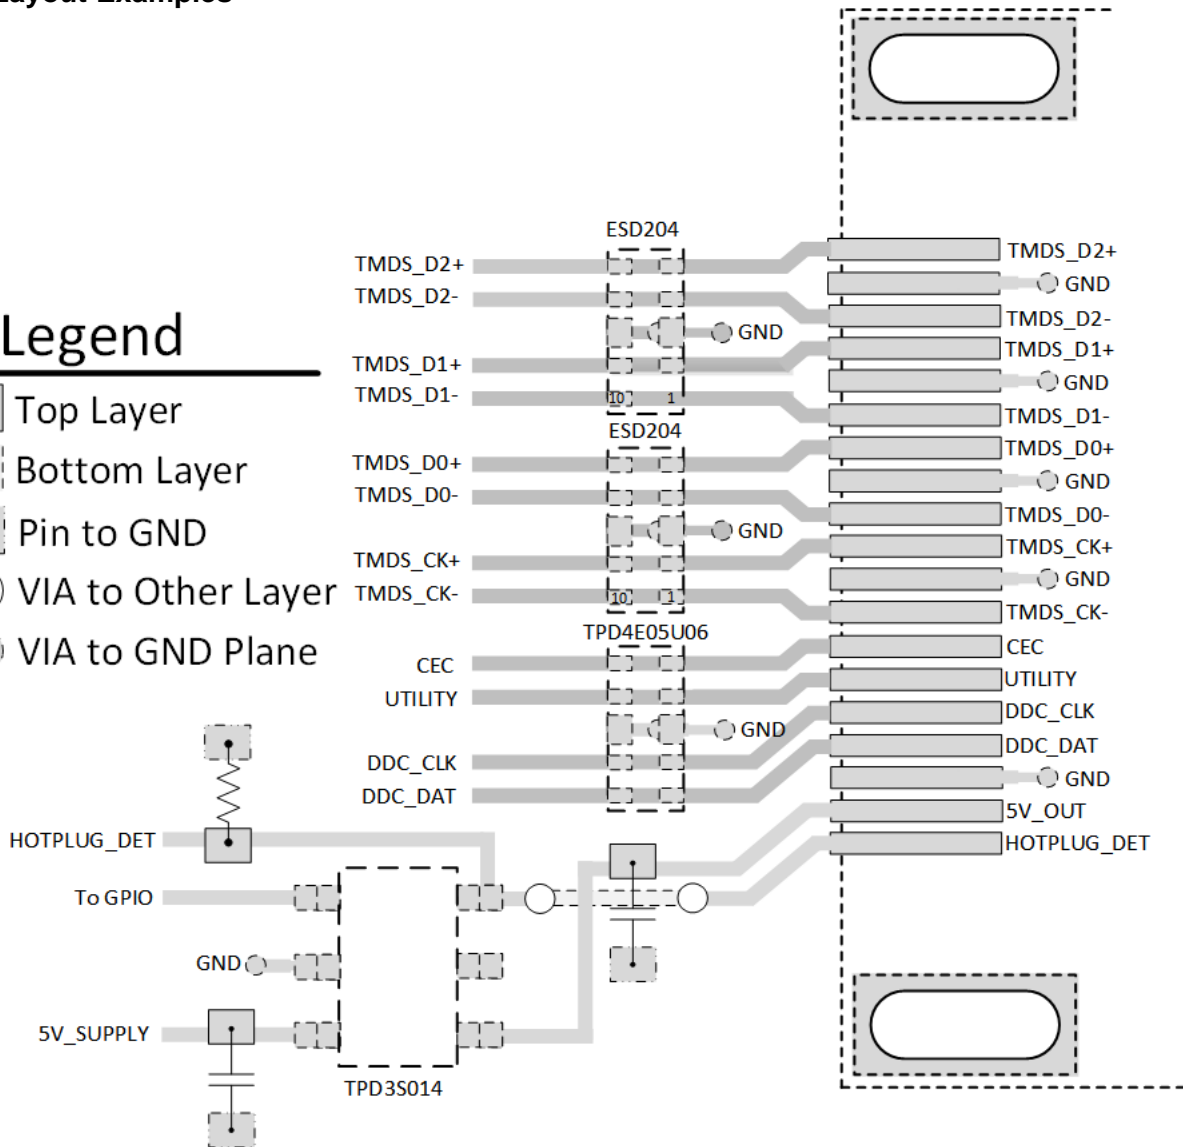 Layout Examples
ESD204
TMDS_D2+
TMDS_D2-
GND
TMDS_D1+
TMDS_D1-
10 1
ESD204
TMDS_D0+
TMDS_D0-
GND
TMDS_CK+
TMDS_CK-
10 1
TPD4E05U06
CEC
UTILITY
GND
DDC_CLK
DDC_DAT
TMDS_D2+
GND
TMDS_D2-
TMDS_D1+
GND
TMDS_D1-
TMDS_D0+
GND
TMDS_D0-
TMDS_CK+
GND
TMDS_CK-
CEC
UTILITY
DDC_CLK
DDC_DAT
GND
5V_OUT
HOTPLUG_DET
Legend
Top Layer
Bottom Layer
Pin to GND
VIA to Other Layer
VIA to GND Plane
HOTPLUG_DET
To GPIO
GND
5V_SUPPLY
TPD3S014